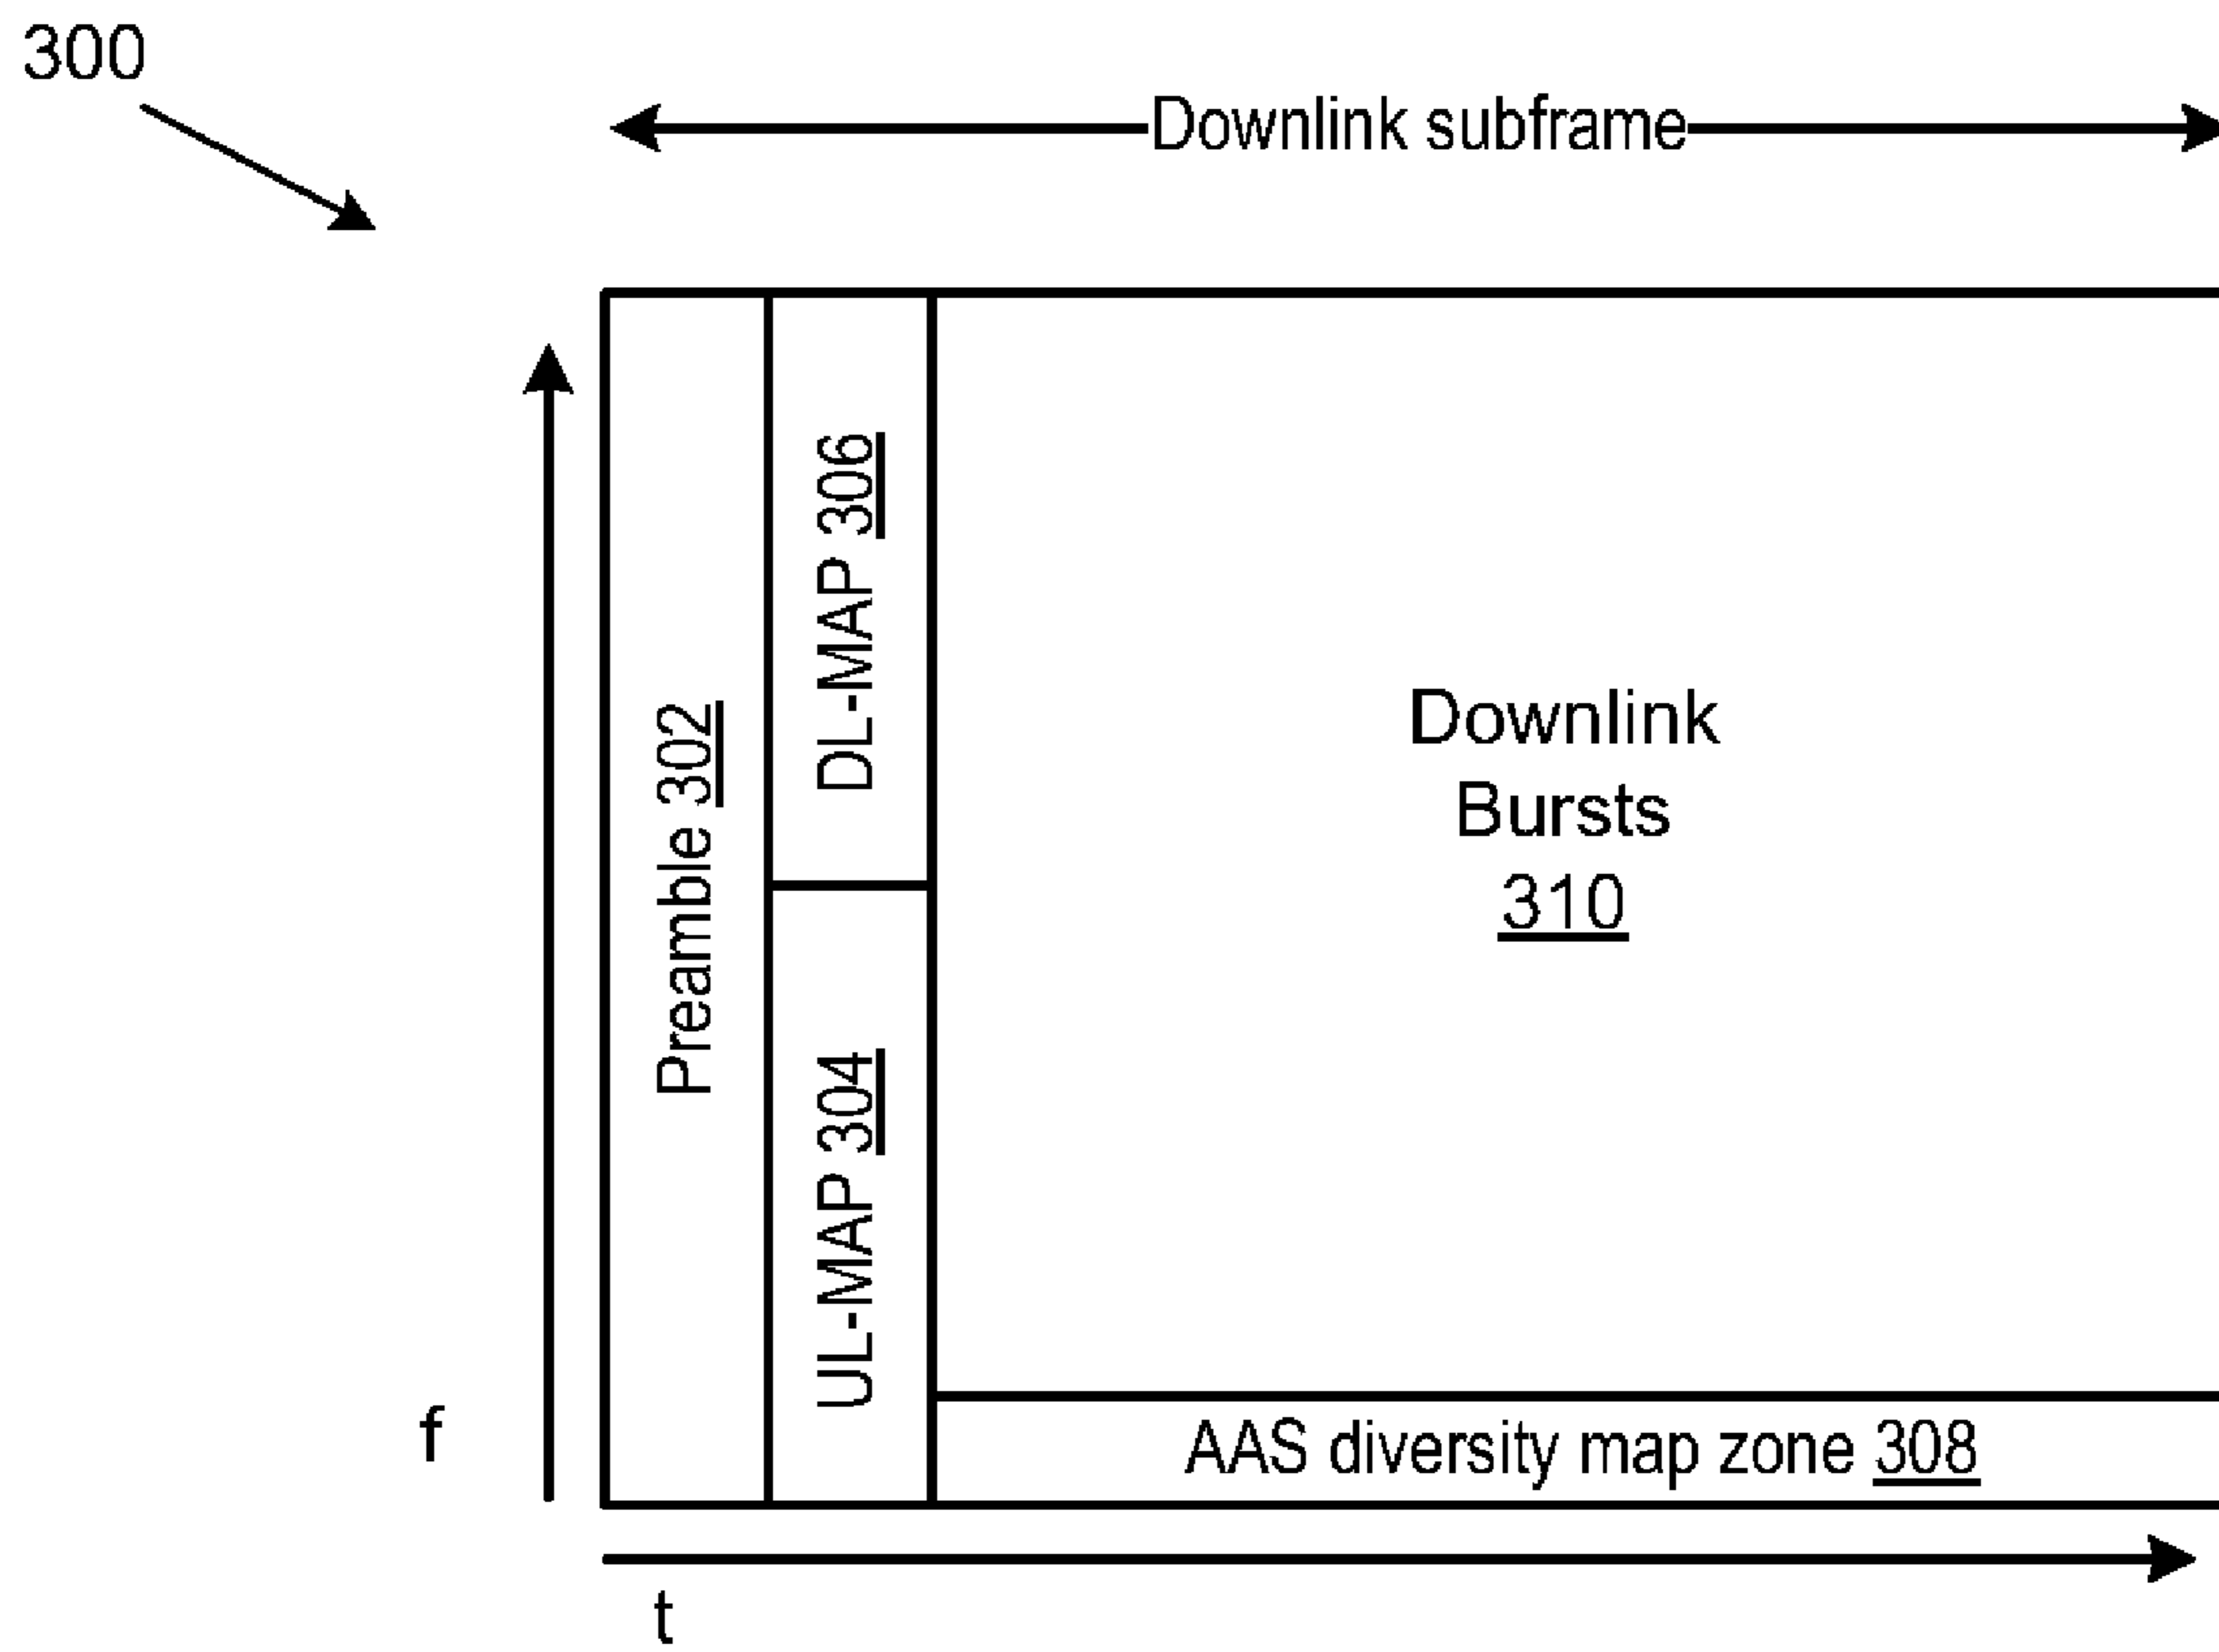 300
Downlink subframe
Preamble 302
DL-MAP 306
UL-MAP 304
Downlink
Bursts
310
AAS diversity map zone 308
f
t